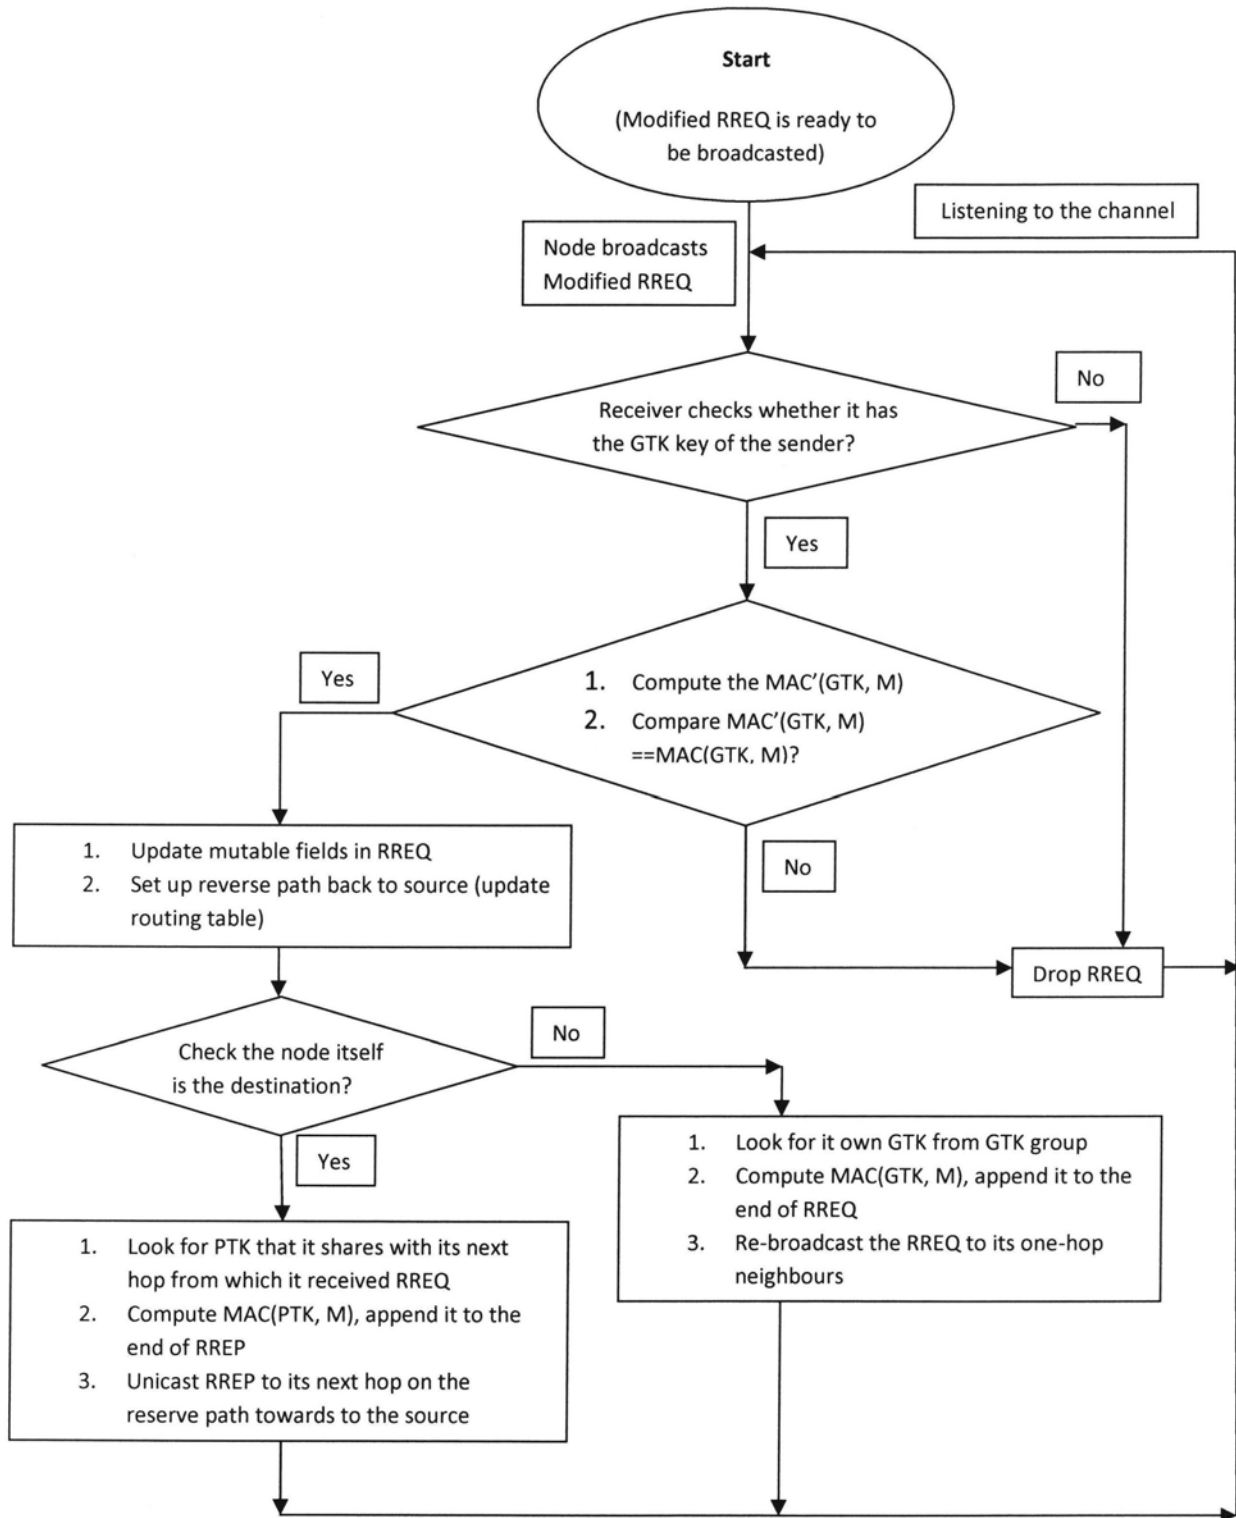 Start
(Modified RREQ is ready to
be broadcasted)
Listening to the channel
Node broadcasts
Modified RREQ
No
Receiver checks whether it has
the GTK key of the sender?
Yes
Yes
1. Compute the MAC’(GTK, M)
2. Compare MAC’(GTK, M)
==MAC(GTK, M)?
1. Update mutable fields in RREQ
2. Set up reverse path back to source (update
routing table)
No
Drop RREQ
No
Check the node itself
is the destination?
Yes
1. Look for it own GTK from GTK group
2. Compute MAC(GTK, M), append it to the
end of RREQ
3. Re-broadcast the RREQ to its one-hop
neighbours
1. Look for PTK that it shares with its next
hop from which it received RREQ
2. Compute MAC(PTK, M), append it to the
end of RREP
3. Unicast RREP to its next hop on the
reserve path towards to the source